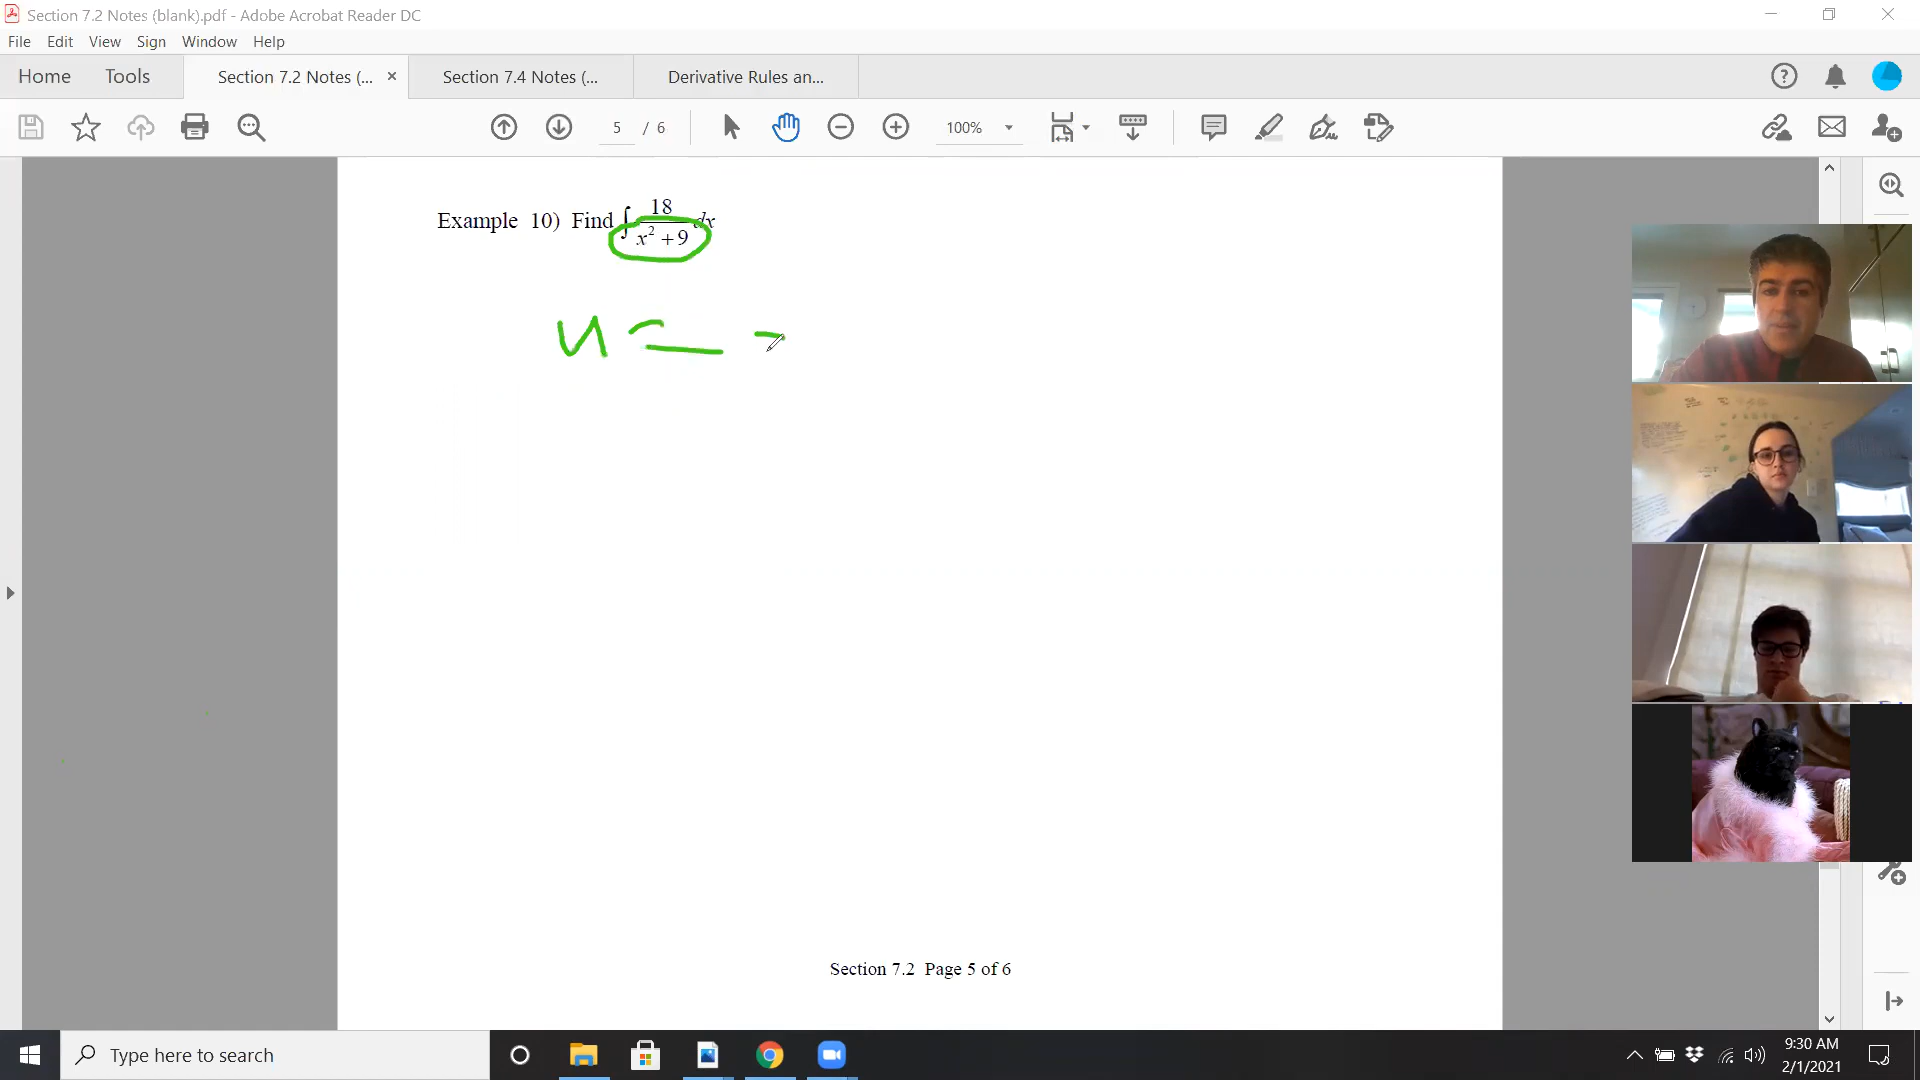 Section 7.2 Notes (blank).pdf - Adobe Acrobat Reader DC
File Edit View Sign Window Help
Home Tools Section 7.2 Notes (... × Section 7.4 Notes (... Derivative Rules an...
5 / 6 100%
Example 10) Find ∫ 18/(x² + 9) dx
u =
Section 7.2 Page 5 of 6
Type here to search
9:30 AM
2/1/2021